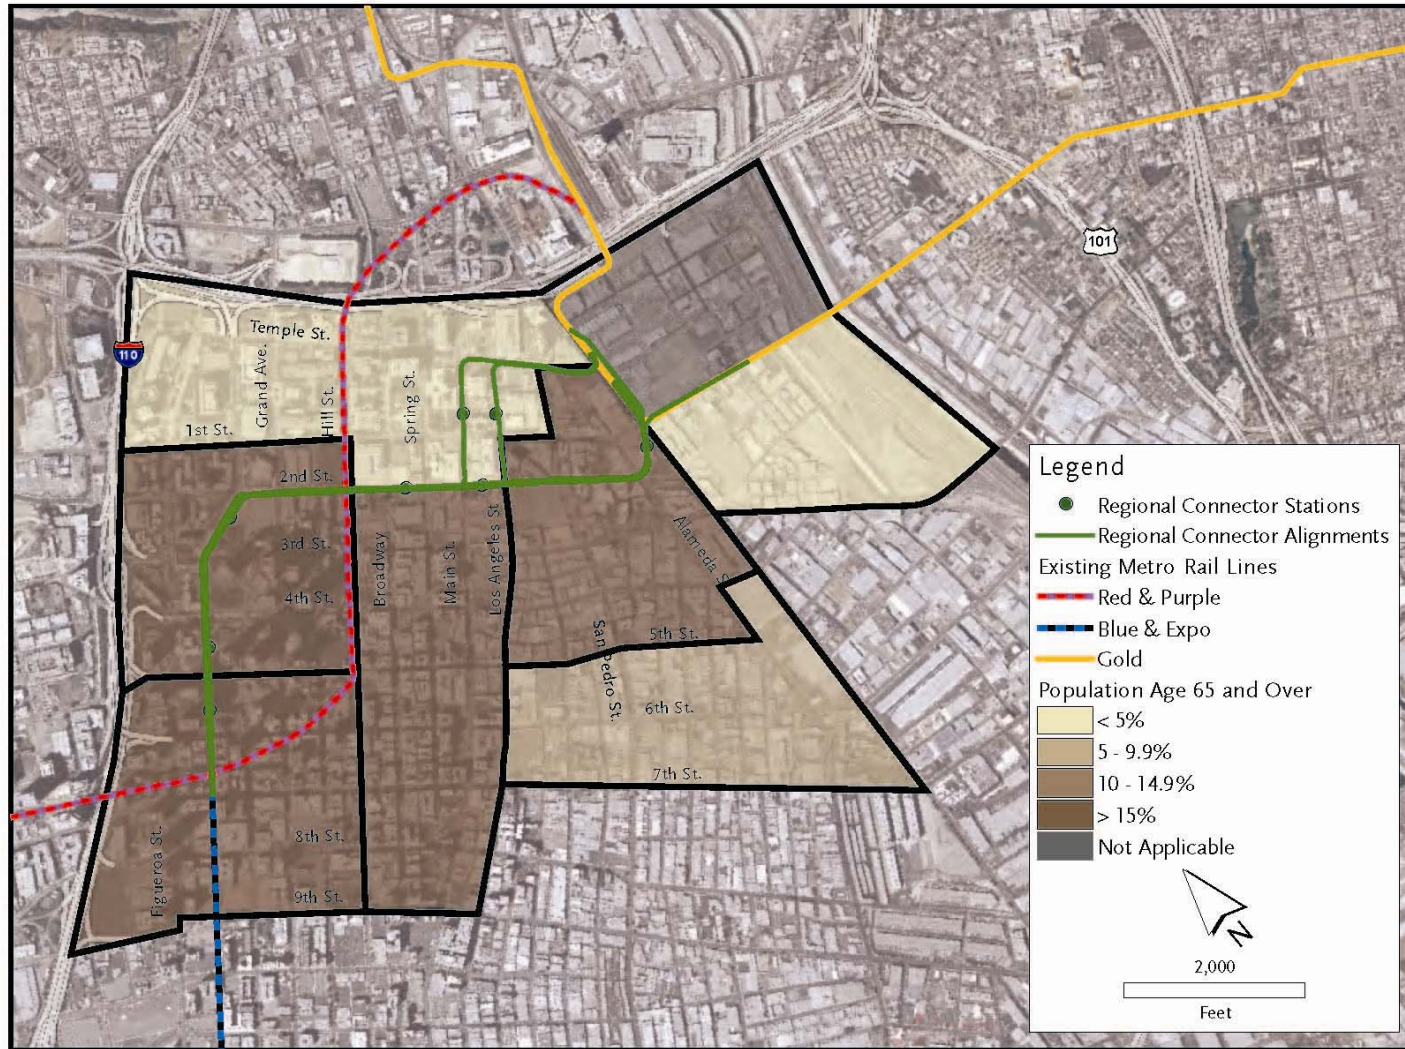 101
Temple St.
110
Grand Ave.
Hill St.
Spring St.
1st St.
2nd St.
3rd St.
4th St.
Broadway
Main St.
Los Angeles St
Alameda S
San Pedro St.
5th St.
6th St.
7th St.
8th St.
9th St.
Figueroa St.
Legend
Regional Connector Stations
Regional Connector Alignments
Existing Metro Rail Lines
Red & Purple
Blue & Expo
Gold
Population Age 65 and Over
< 5%
5 - 9.9%
10 - 14.9%
> 15%
Not Applicable
N
2,000
Feet